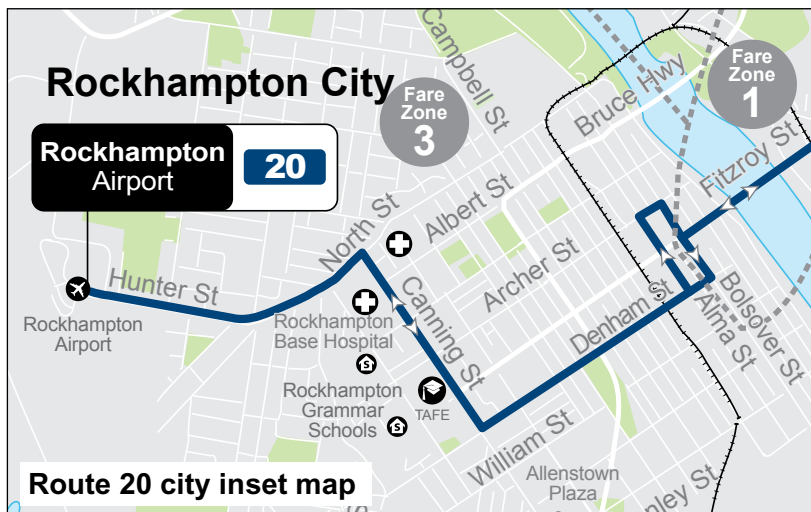 Rockhampton City
Fare
Zone
3
Fare
Zone
1
Rockhampton
Airport
20
Campbell St
Bruce Hwy
Fitzroy St
North St
Albert St
Archer St
Hunter St
Canning St
Denham St
Alma St
Bolsover St
Rockhampton
Airport
Rockhampton
Base Hospital
S
Rockhampton
Grammar
Schools
S
TAFE
William St
Allenstown
Plaza
nley St
Route 20 city inset map